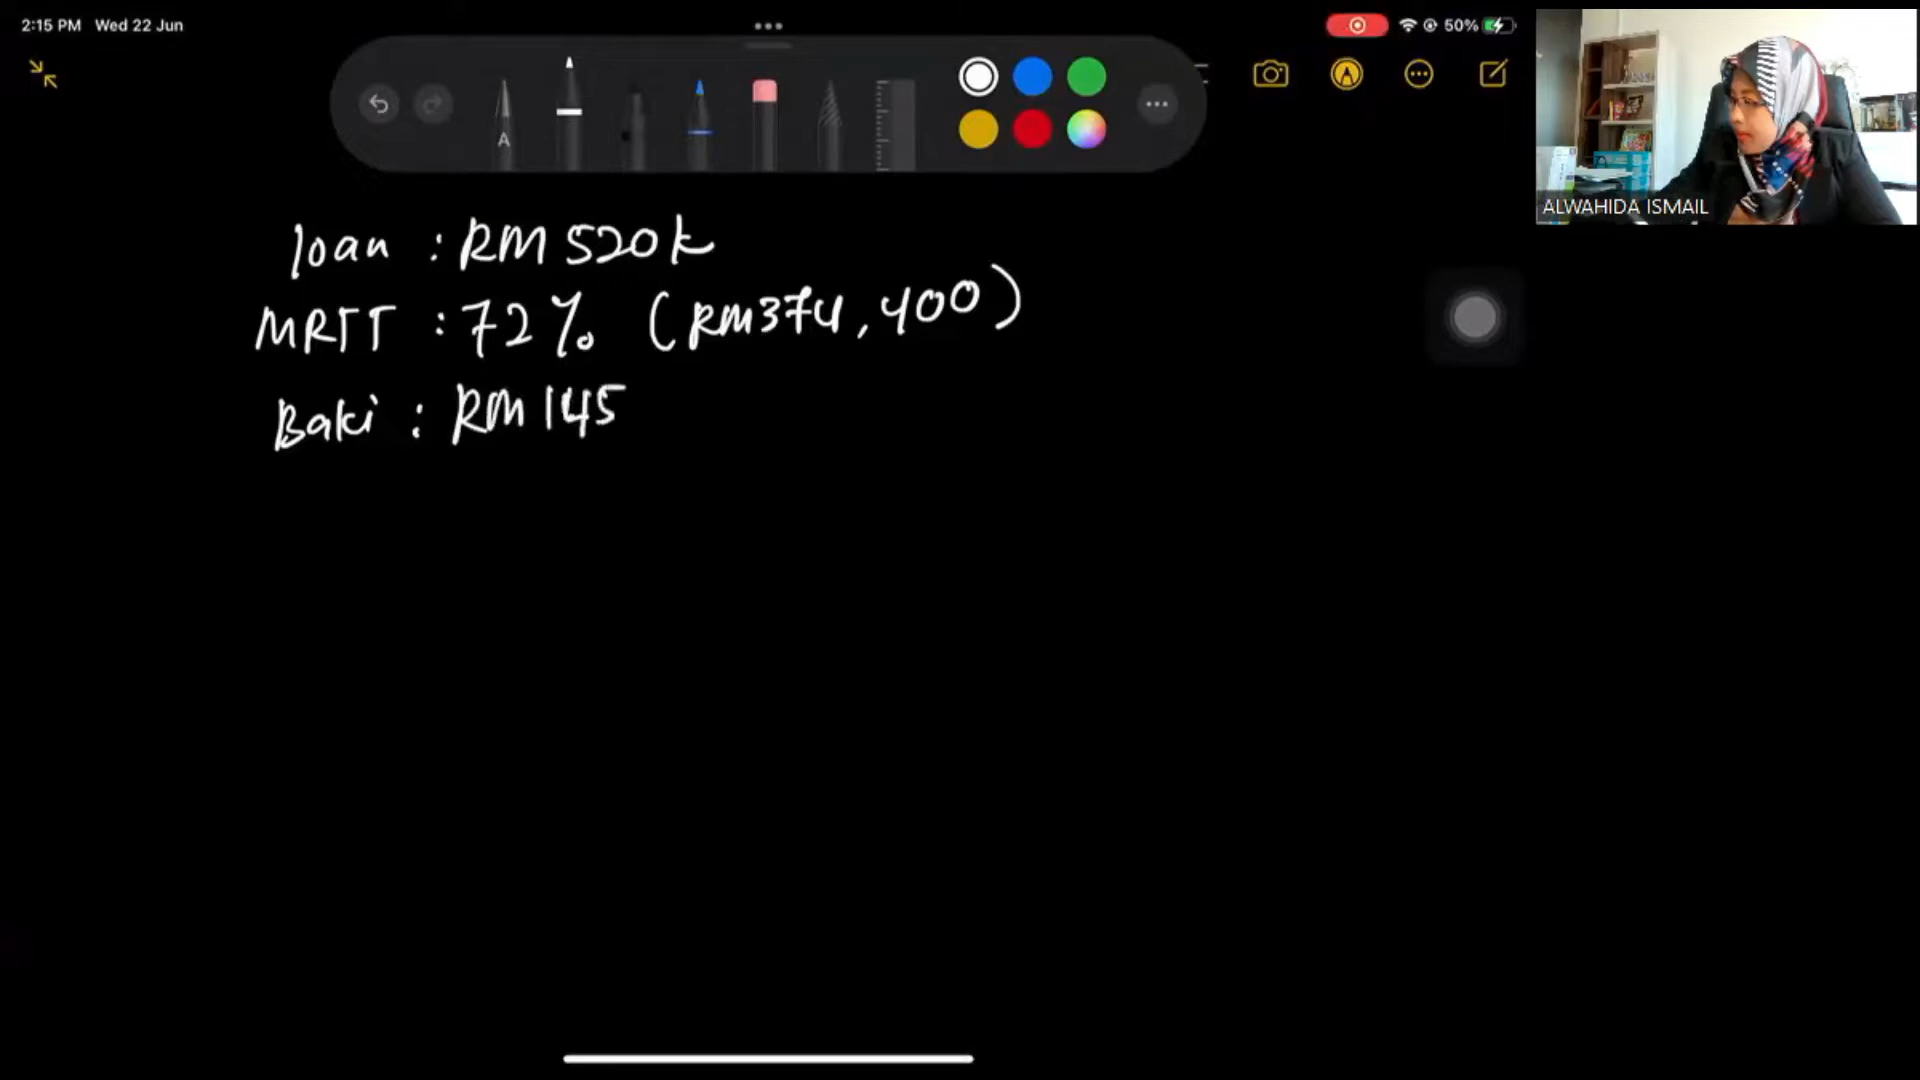 2:15 PM Wed 22 Jun
50%
A
ALWAHIDA ISMAIL
loan : RM 520k
MRTT : 72% (RM374,400)
Baki : RM 145